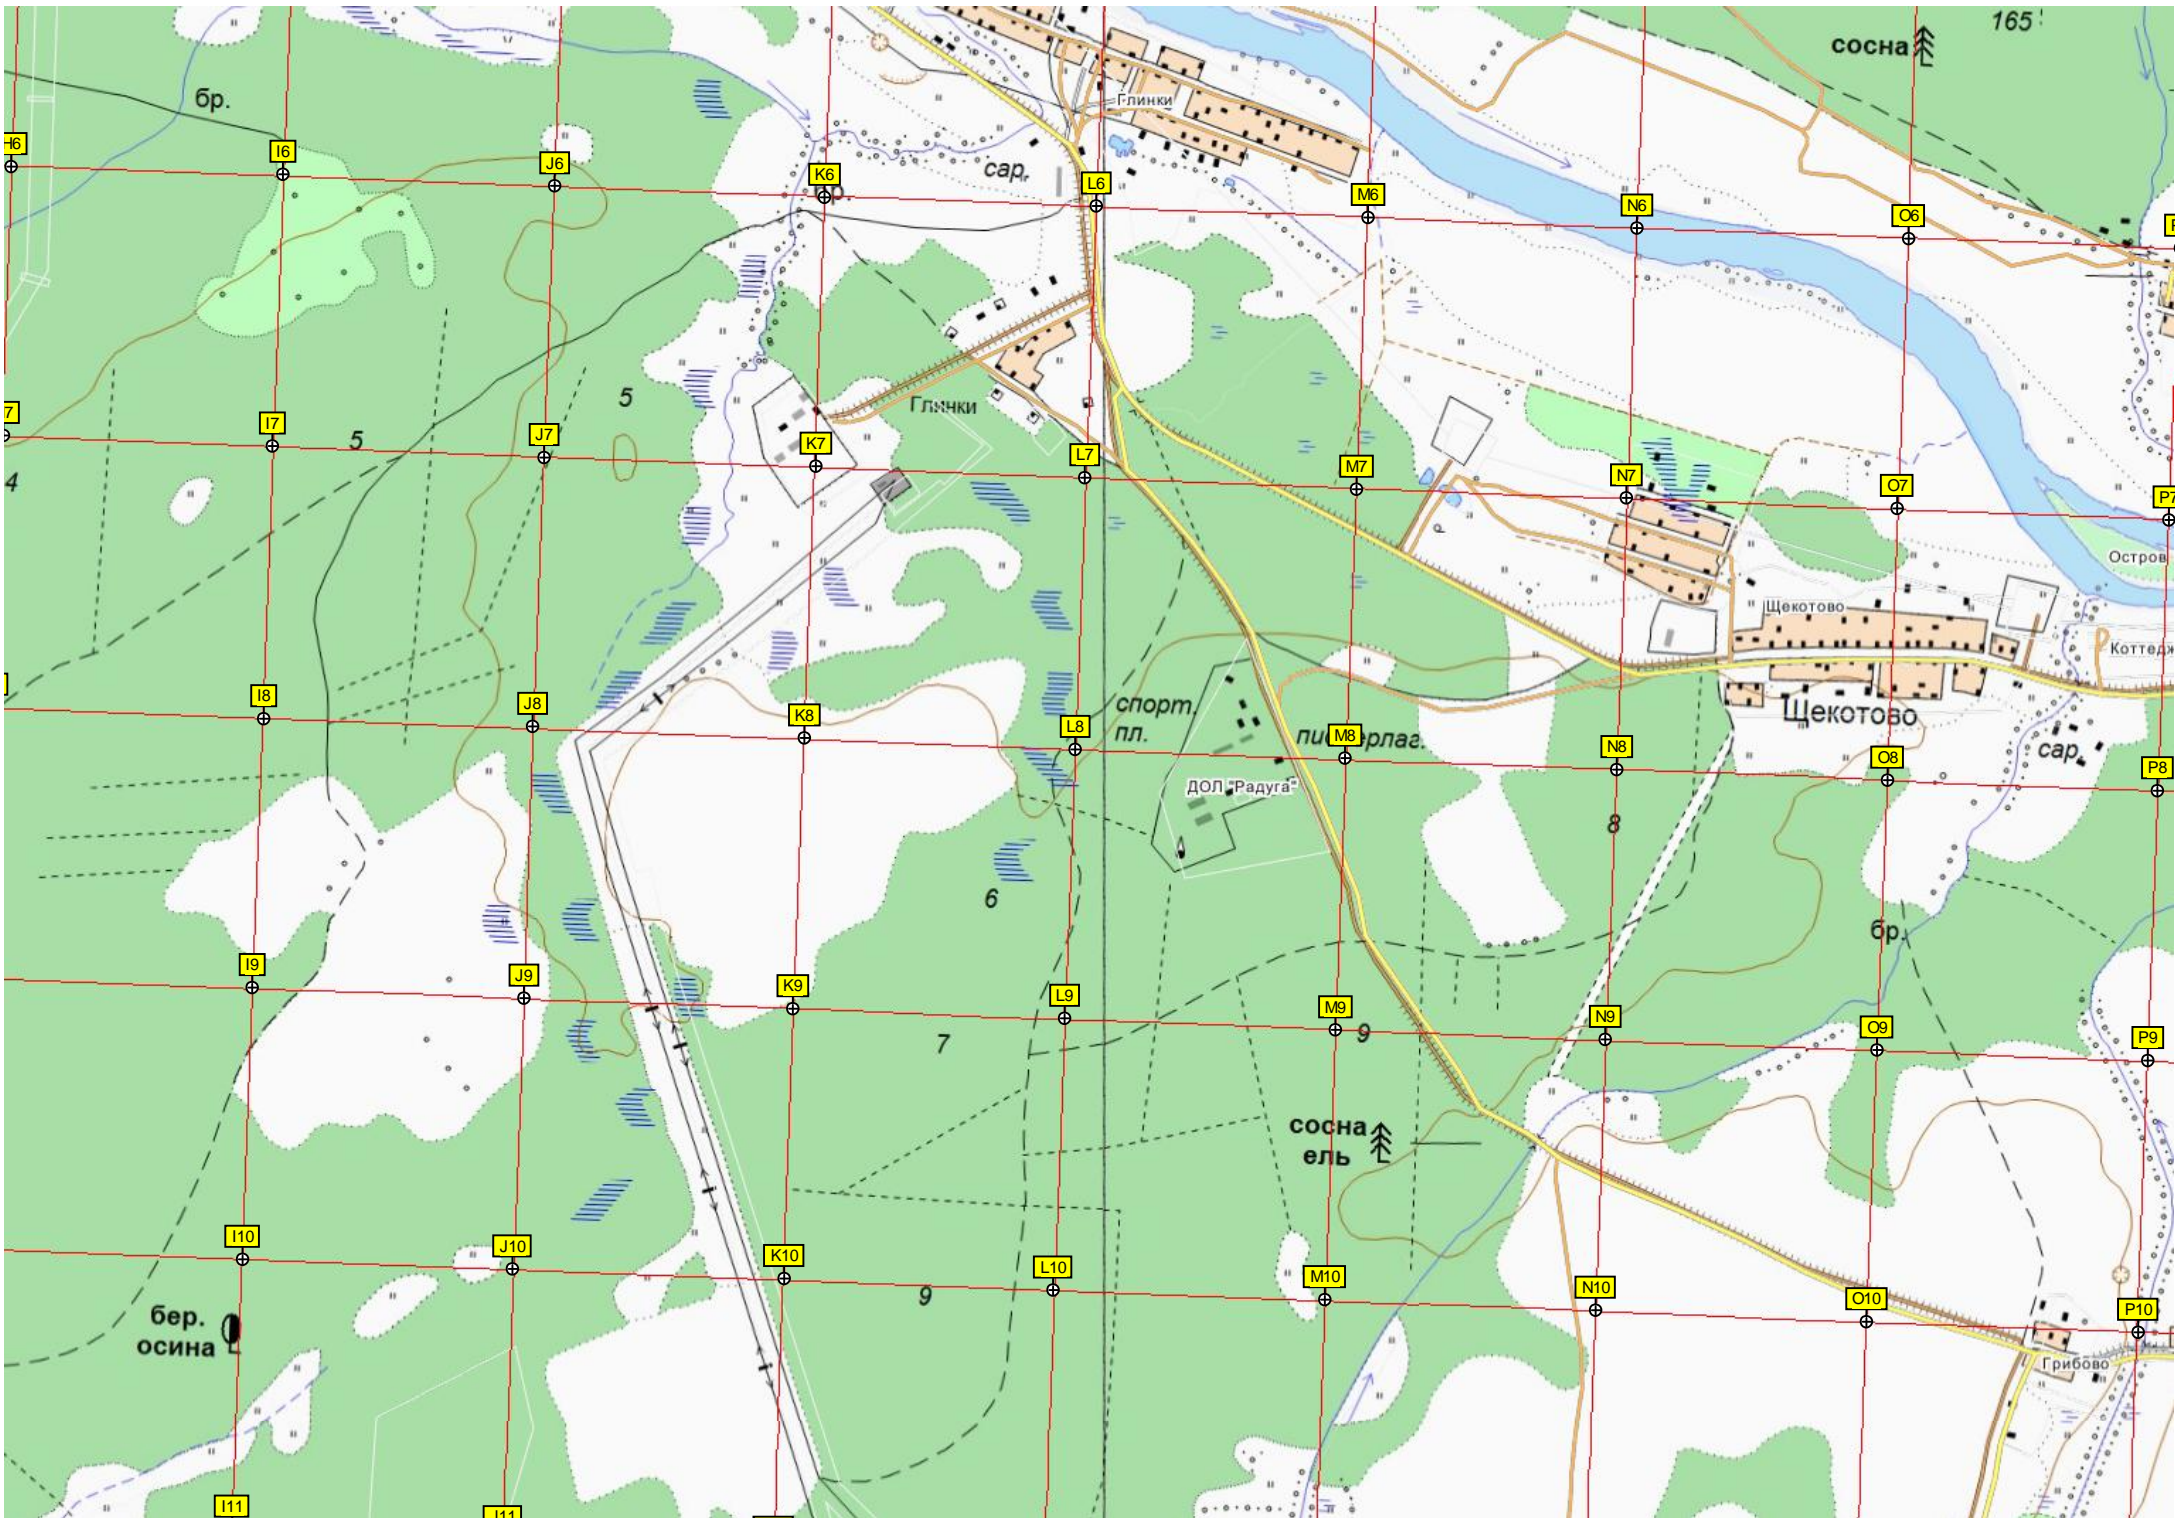 165
сосна
бр.
Глинки
H6
I6
J6
K6
сар.
L6
M6
N6
O6
5
5
Глинки
7
I7
J7
K7
L7
M7
N7
O7
P7
4
Р
Остров
Щекотово
Коттедж
I8
J8
K8
L8
спорт.
пл.
M8
N8
O8
P8
Щекотово
сар.
ДОЛ "Радуга"
8
6
бр.
I9
J9
K9
L9
M9
N9
O9
P9
7
9
сосна
ель
I10
J10
K10
L10
M10
N10
O10
P10
9
бер.
осина
Грибово
I11
J11